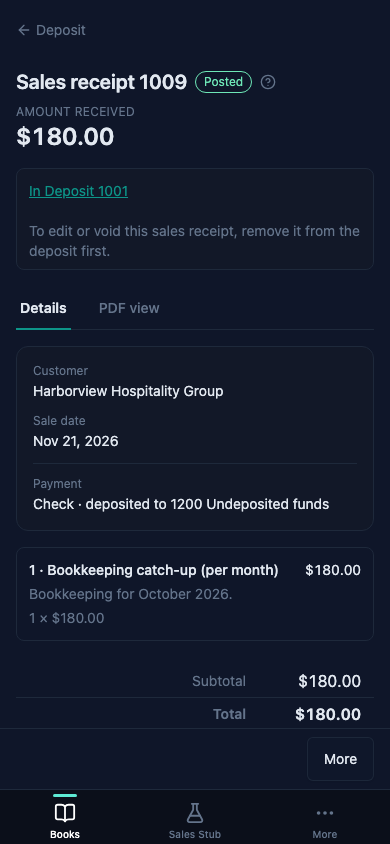 ← Deposit
Sales receipt 1009 Posted ?
AMOUNT RECEIVED
$180.00
In Deposit 1001
To edit or void this sales receipt, remove it from the
deposit first.
Details PDF view
Customer
Harborview Hospitality Group
Sale date
Nov 21, 2026
Payment
Check · deposited to 1200 Undeposited funds
1 · Bookkeeping catch-up (per month) $180.00
Bookkeeping for October 2026.
1 × $180.00
Subtotal $180.00
Total $180.00
More
Books Sales Stub More